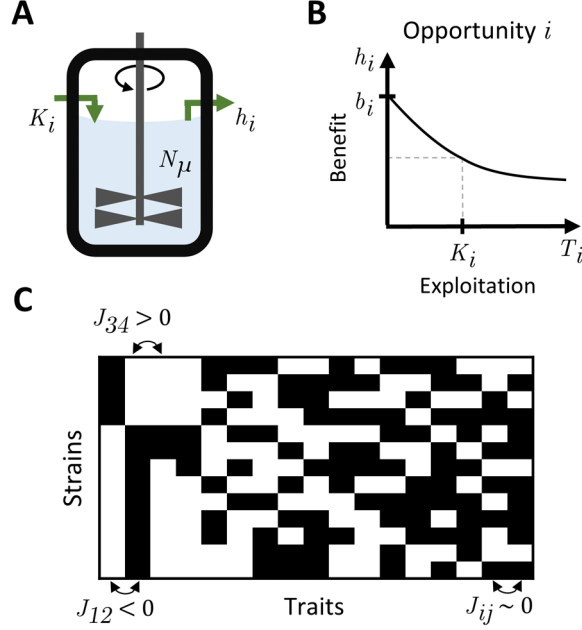 A
K_i
h_i
N_μ
B
Opportunity i
h_i
b_i
Benefit
K_i
T_i
Exploitation
C
J_34 > 0
Strains
J_12 < 0
Traits
J_ij ~ 0